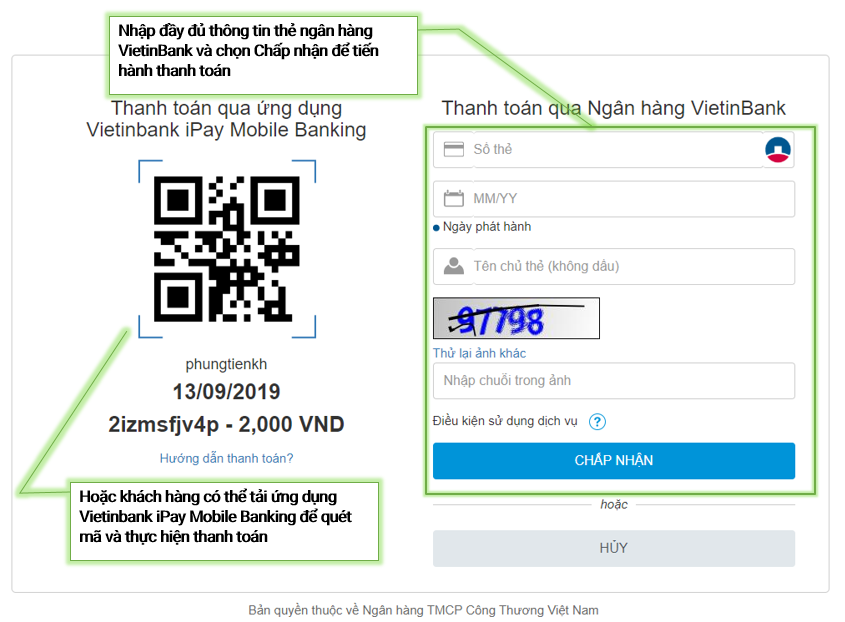 Nhập đầy đủ thông tin thẻ ngân hàng
VietinBank và chọn Chấp nhận để tiến
hành thanh toán
Thanh toán qua ứng dụng
Vietinbank iPay Mobile Banking
phungtienkh
13/09/2019
2izmsfjv4p - 2,000 VND
Hướng dẫn thanh toán?
Hoặc khách hàng có thể tải ứng dụng
Vietinbank iPay Mobile Banking để quét
mã và thực hiện thanh toán
Thanh toán qua Ngân hàng VietinBank
Số thẻ
MM/YY
Ngày phát hành
Tên chủ thẻ (không dấu)
97798
Thử lại ảnh khác
Nhập chuỗi trong ảnh
Điều kiện sử dụng dịch vụ ?
CHẤP NHẬN
hoặc
HỦY
Bản quyền thuộc về Ngân hàng TMCP Công Thương Việt Nam